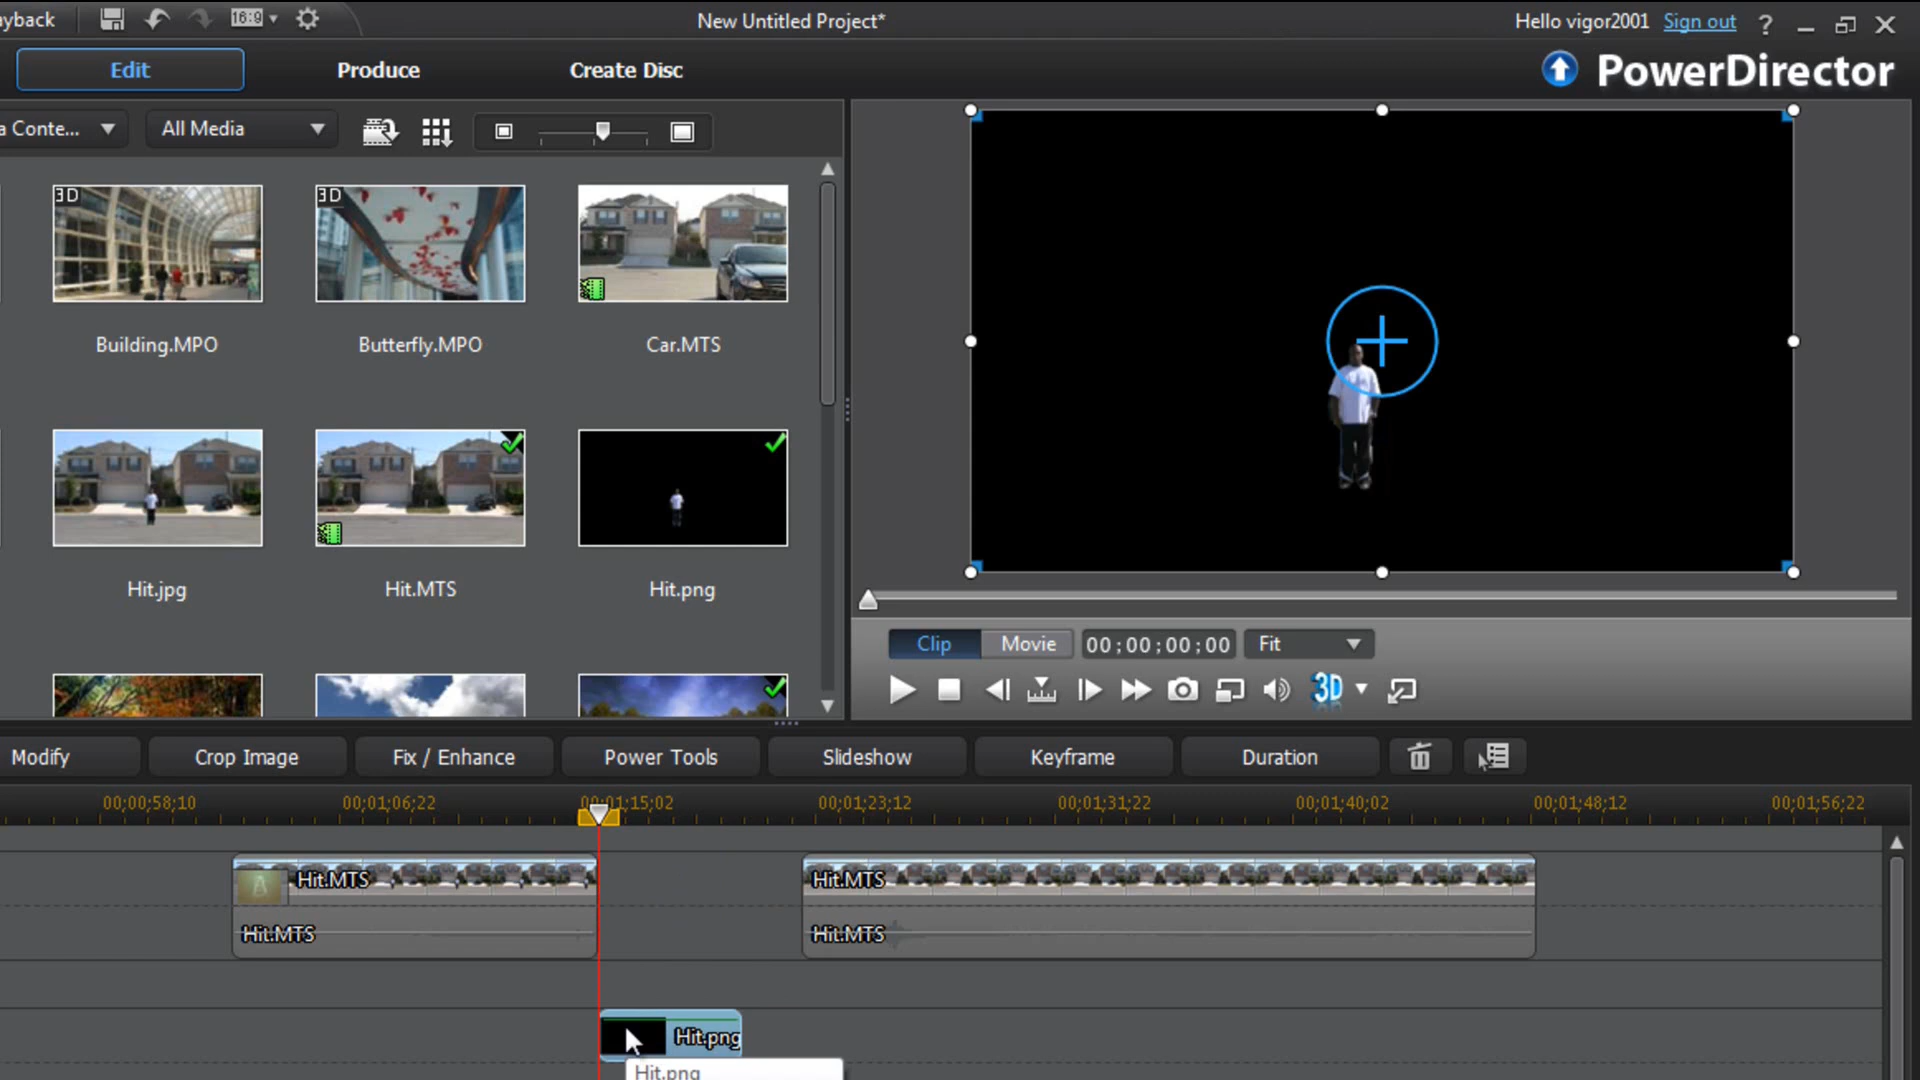 ayback
16:9
New Untitled Project*
Hello vigor2001 Sign out ?
Edit Produce Create Disc
PowerDirector
a Conte... All Media
3D 3D
Building.MPO Butterfly.MPO Car.MTS
Hit.jpg Hit.MTS Hit.png
Clip Movie 00;00;00;00 Fit
3D
Modify Crop Image Fix / Enhance Power Tools Slideshow Keyframe Duration
00;00;58;10 00;01;06;22 00;01;15;02 00;01;23;12 00;01;31;22 00;01;40;02 00;01;48;12 00;01;56;22
Hit.MTS Hit.MTS
Hit.MTS Hit.MTS
Hit.png
Hit.png